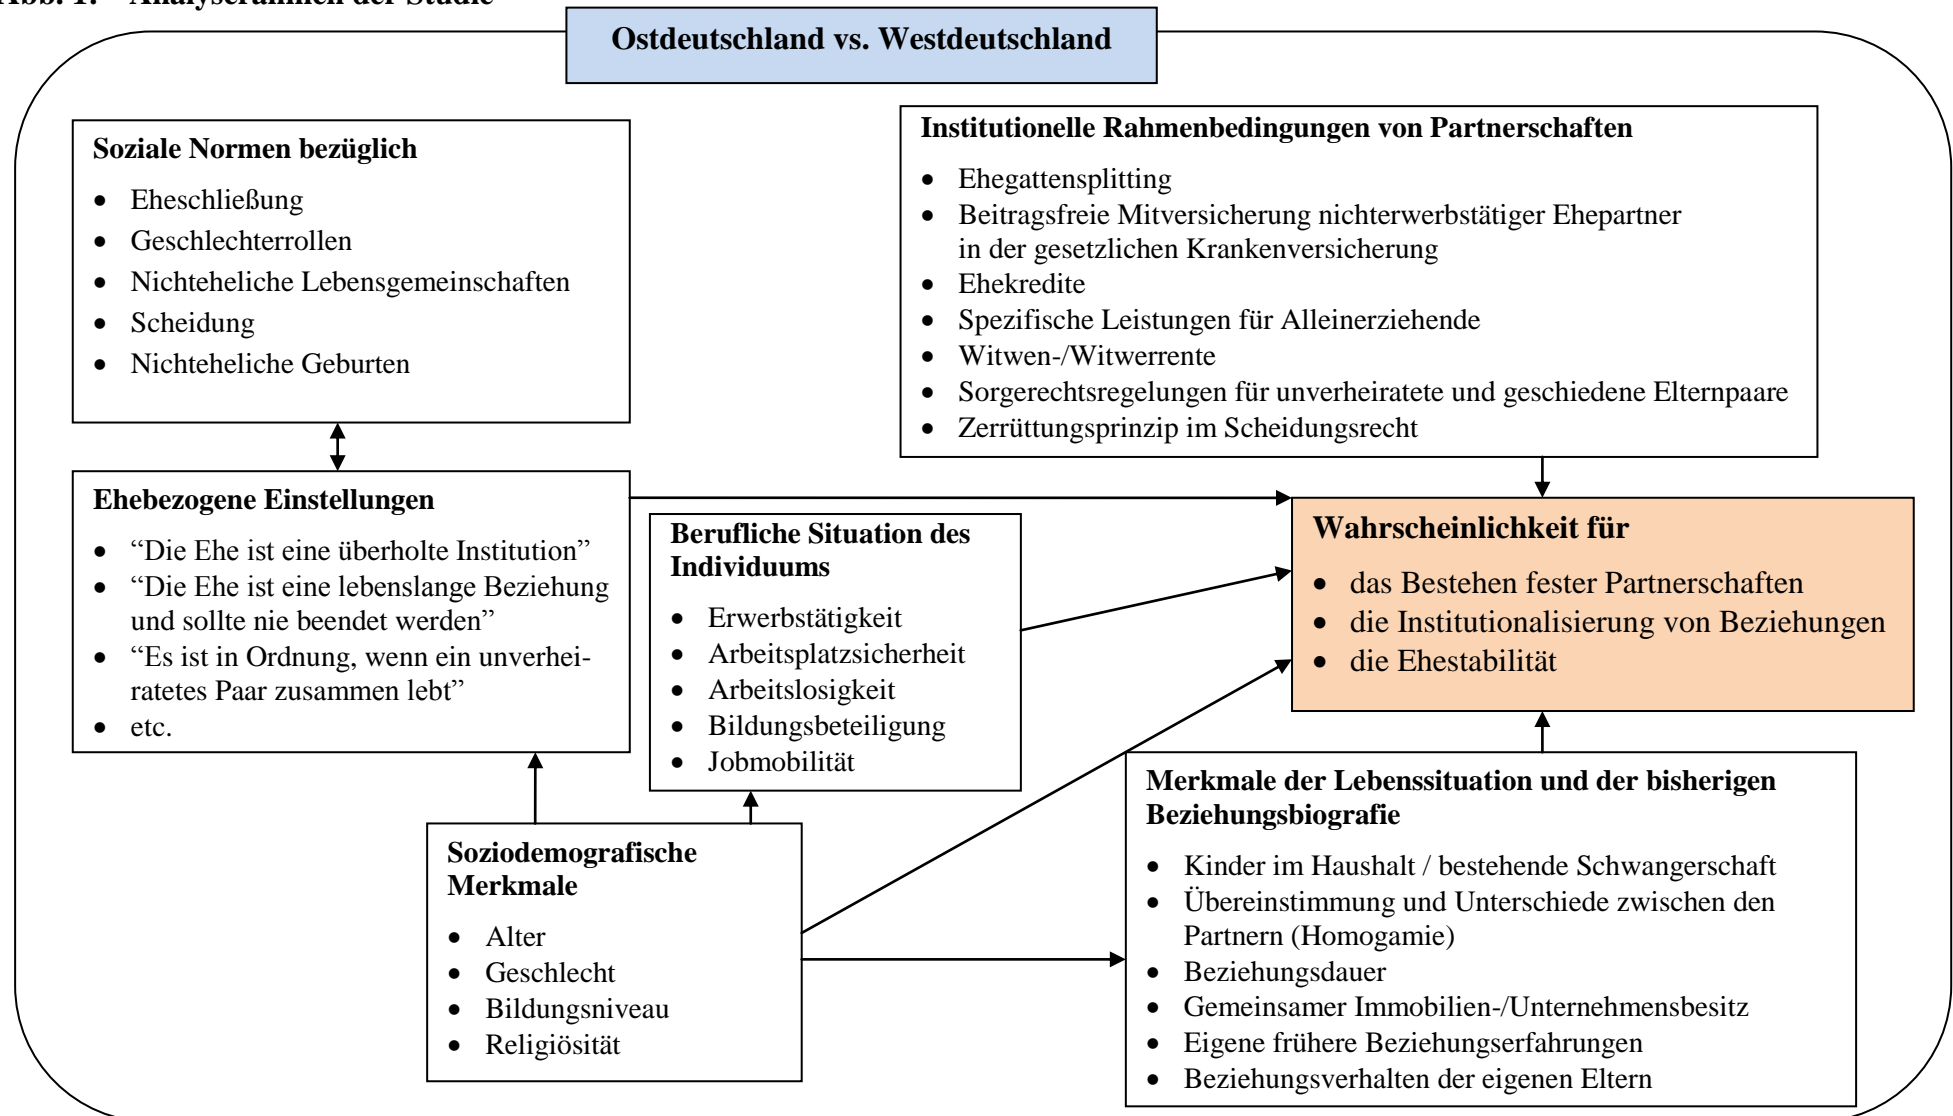 Abb. 1: Analyserahmen der Studie
Ostdeutschland vs. Westdeutschland
Soziale Normen bezüglich
• Eheschließung
• Geschlechterrollen
• Nichteheliche Lebensgemeinschaften
• Scheidung
• Nichteheliche Geburten
Institutionelle Rahmenbedingungen von Partnerschaften
• Ehegattensplitting
• Beitragsfreie Mitversicherung nichterwerbstätiger Ehepartner
in der gesetzlichen Krankenversicherung
• Ehekredite
• Spezifische Leistungen für Alleinerziehende
• Witwen-/Witwerrente
• Sorgerechtsregelungen für unverheiratete und geschiedene Elternpaare
• Zerrüttungsprinzip im Scheidungsrecht
Ehebezogene Einstellungen
• “Die Ehe ist eine überholte Institution”
• “Die Ehe ist eine lebenslange Beziehung
und sollte nie beendet werden”
• “Es ist in Ordnung, wenn ein unverhei-
ratetes Paar zusammen lebt”
• etc.
Berufliche Situation des
Individuums
• Erwerbstätigkeit
• Arbeitsplatzsicherheit
• Arbeitslosigkeit
• Bildungsbeteiligung
• Jobmobilität
Wahrscheinlichkeit für
• das Bestehen fester Partnerschaften
• die Institutionalisierung von Beziehungen
• die Ehestabilität
Soziodemografische
Merkmale
• Alter
• Geschlecht
• Bildungsniveau
• Religiösität
Merkmale der Lebenssituation und der bisherigen
Beziehungsbiografie
• Kinder im Haushalt / bestehende Schwangerschaft
• Übereinstimmung und Unterschiede zwischen den
Partnern (Homogamie)
• Beziehungsdauer
• Gemeinsamer Immobilien-/Unternehmensbesitz
• Eigene frühere Beziehungserfahrungen
• Beziehungsverhalten der eigenen Eltern